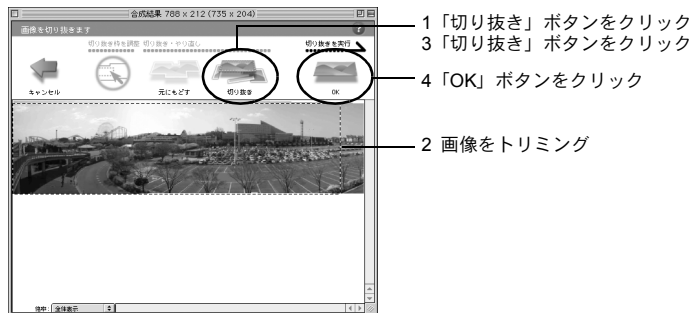 合成結果 788 x 212 (735 x 204)
画像を切り抜きます
切り抜き枠を調整 切り抜き・やり直し 切り抜きを実行
キャンセル 元にもどす 切り抜き OK
1「切り抜き」ボタンをクリック
3「切り抜き」ボタンをクリック
4「OK」ボタンをクリック
2 画像をトリミング
全体表示